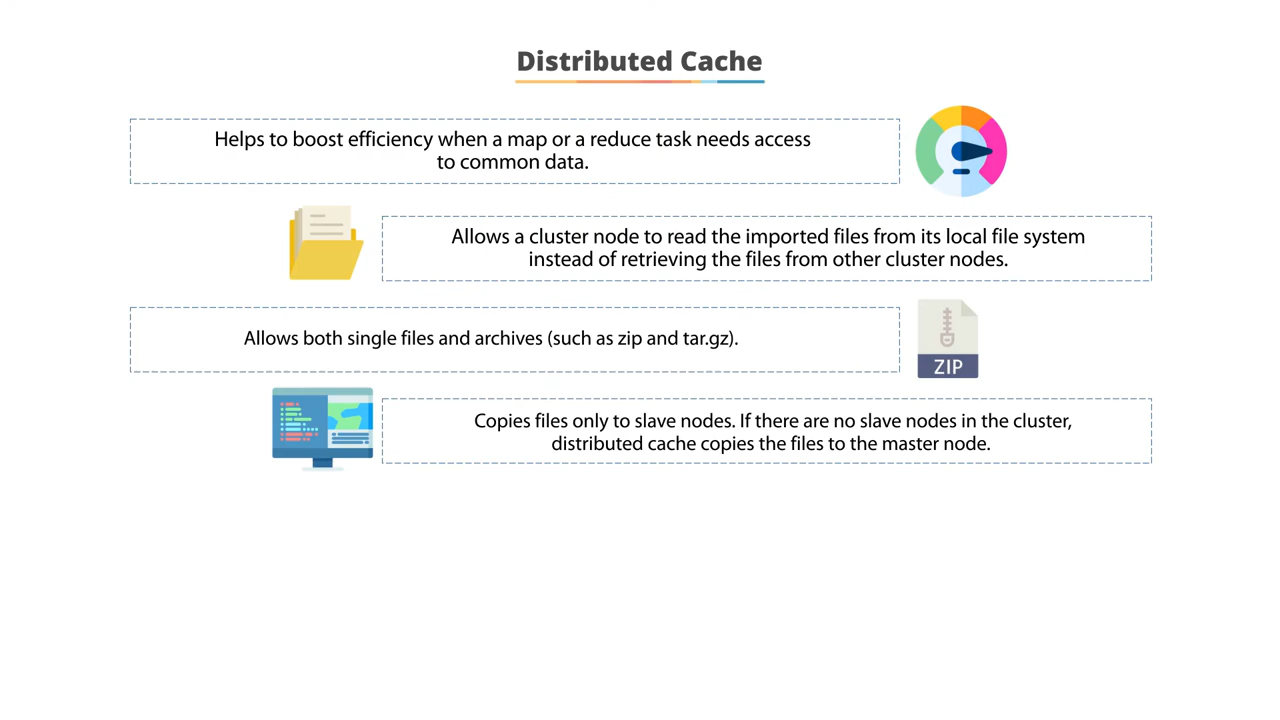 Distributed Cache
Helps to boost efficiency when a map or a reduce task needs access
to common data.
Allows a cluster node to read the imported files from its local file system
instead of retrieving the files from other cluster nodes.
Allows both single files and archives (such as zip and tar.gz).
ZIP
Copies files only to slave nodes. If there are no slave nodes in the cluster,
distributed cache copies the files to the master node.